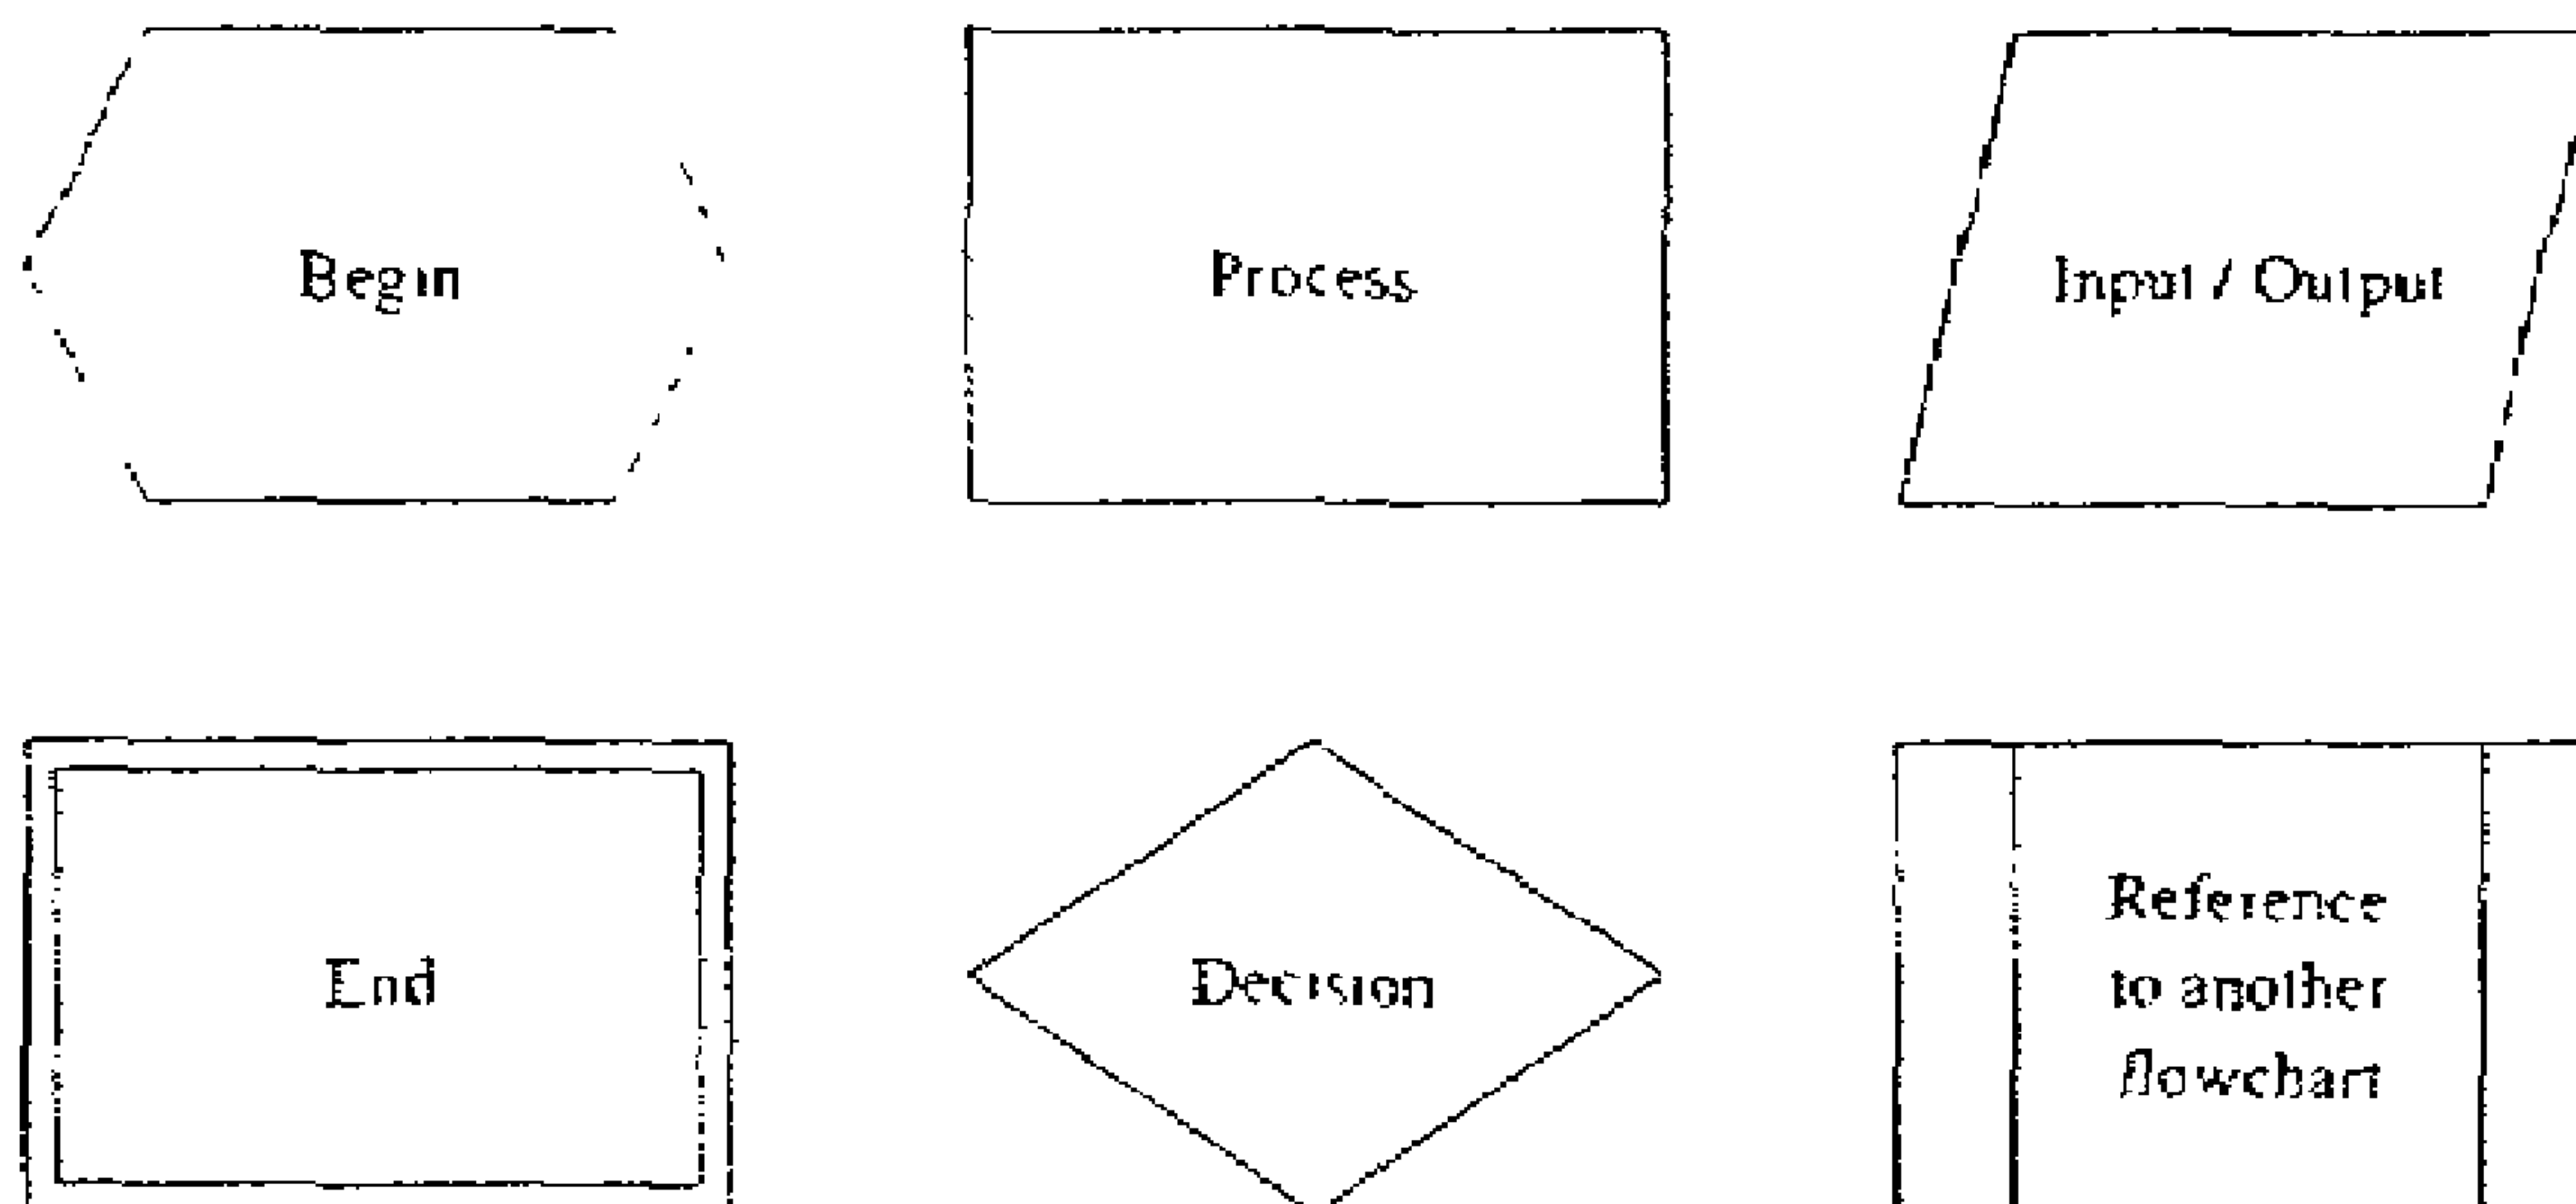 Begin
Process
Input / Output
End
Decision
Reference
to another
flowchart